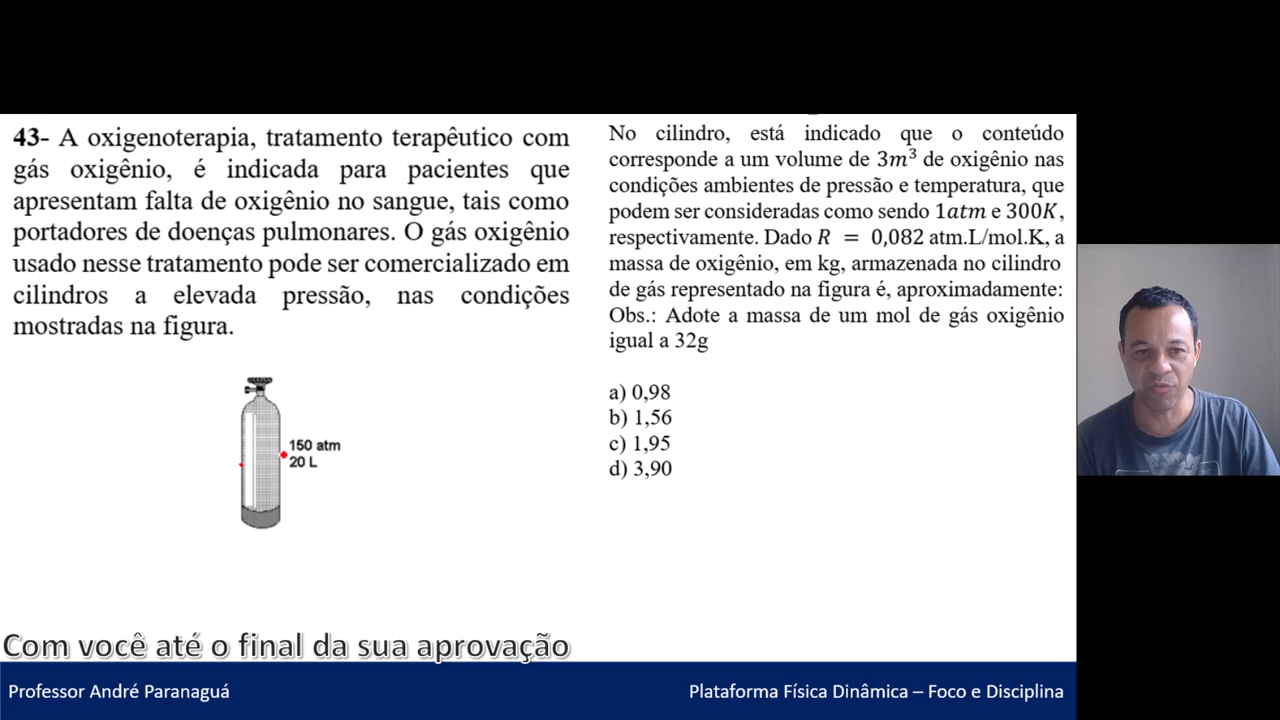 43- A oxigenoterapia, tratamento terapêutico com
gás oxigênio, é indicada para pacientes que
apresentam falta de oxigênio no sangue, tais como
portadores de doenças pulmonares. O gás oxigênio
usado nesse tratamento pode ser comercializado em
cilindros a elevada pressão, nas condições
mostradas na figura.
150 atm
20 L
No cilindro, está indicado que o conteúdo
corresponde a um volume de 3m³ de oxigênio nas
condições ambientes de pressão e temperatura, que
podem ser consideradas como sendo 1atm e 300K,
respectivamente. Dado R = 0,082 atm.L/mol.K, a
massa de oxigênio, em kg, armazenada no cilindro
de gás representado na figura é, aproximadamente:
Obs.: Adote a massa de um mol de gás oxigênio
igual a 32g
a) 0,98
b) 1,56
c) 1,95
d) 3,90
Com você até o final da sua aprovação
Professor André Paranaguá
Plataforma Física Dinâmica – Foco e Disciplina